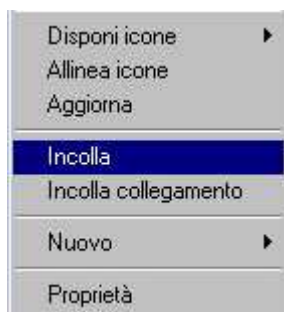 Disponi icone
Allinea icone
Aggiorna
Incolla
Incolla collegamento
Nuovo
Proprietà